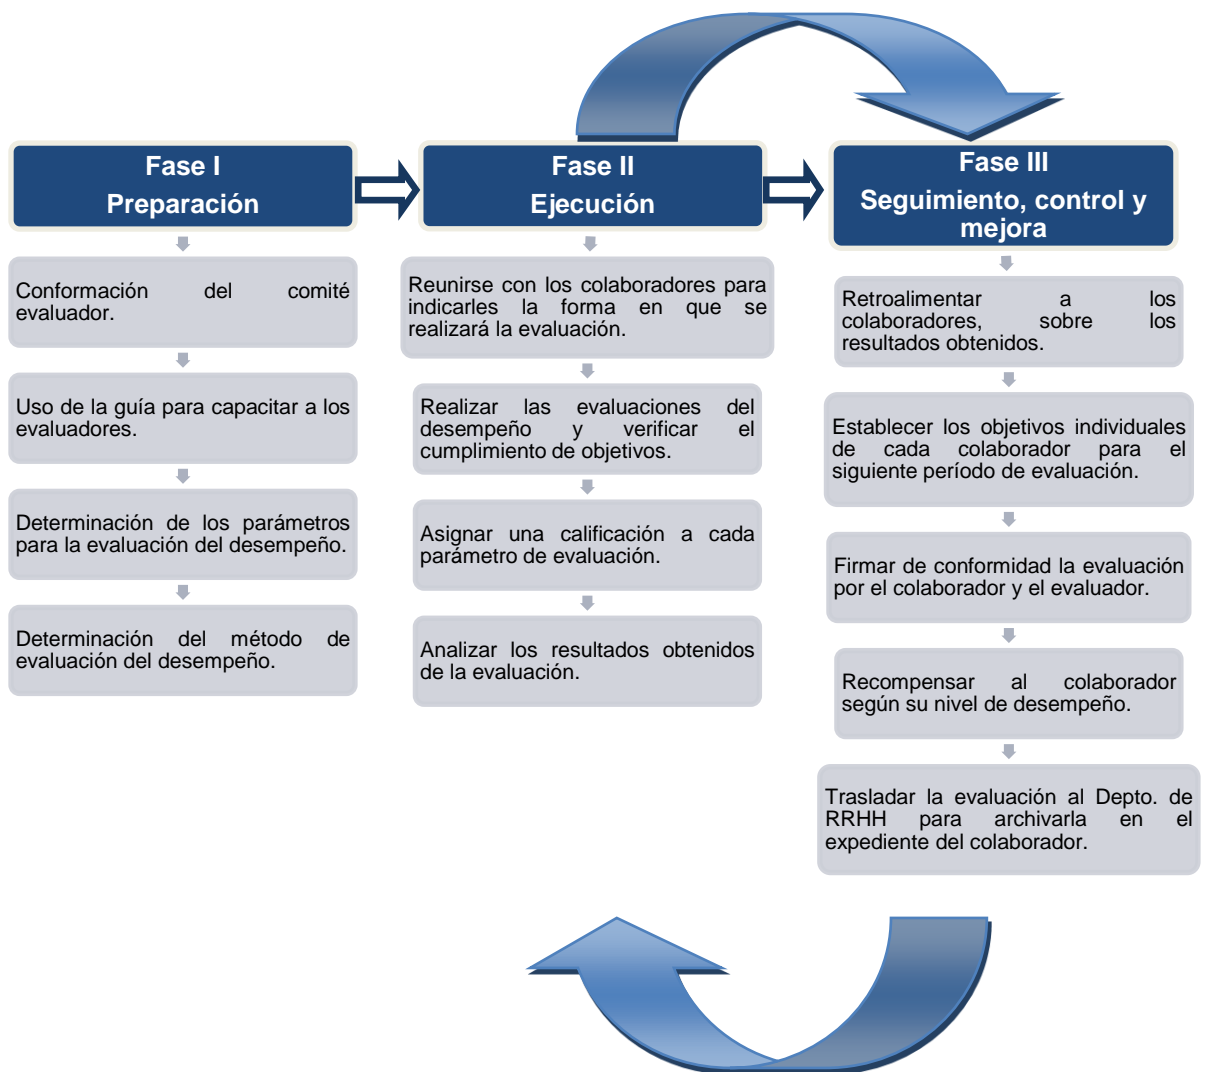 Fase I
Preparación
Conformación del comité
evaluador.
Uso de la guía para capacitar a los
evaluadores.
Determinación de los parámetros
para la evaluación del desempeño.
Determinación del método de
evaluación del desempeño.
Fase II
Ejecución
Reunirse con los colaboradores para
indicarles la forma en que se
realizará la evaluación.
Realizar las evaluaciones del
desempeño y verificar el
cumplimiento de objetivos.
Asignar una calificación a cada
parámetro de evaluación.
Analizar los resultados obtenidos
de la evaluación.
Fase III
Seguimiento, control y
mejora
Retroalimentar a los
colaboradores, sobre los
resultados obtenidos.
Establecer los objetivos individuales
de cada colaborador para el
siguiente período de evaluación.
Firmar de conformidad la evaluación
por el colaborador y el evaluador.
Recompensar al colaborador
según su nivel de desempeño.
Trasladar la evaluación al Depto. de
RRHH para archivarla en el
expediente del colaborador.